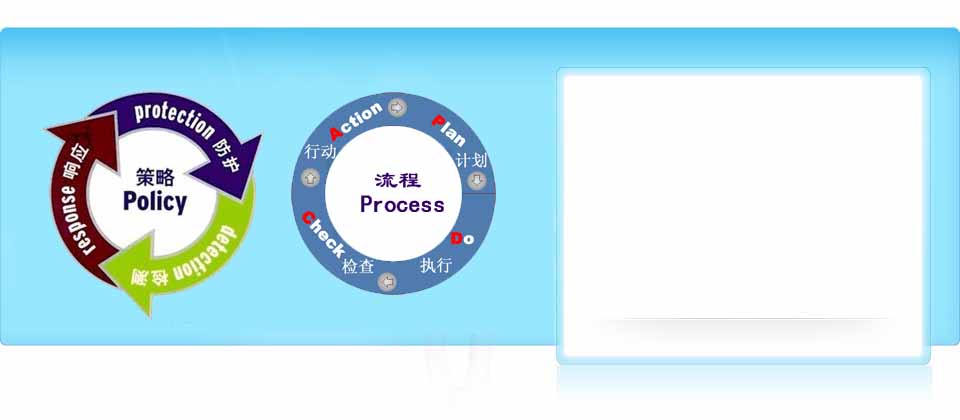 protection 防护
response 响应
detection 检测
策略
Policy
Action
行动
Plan
计划
流程
Process
Check
检查
Do
执行